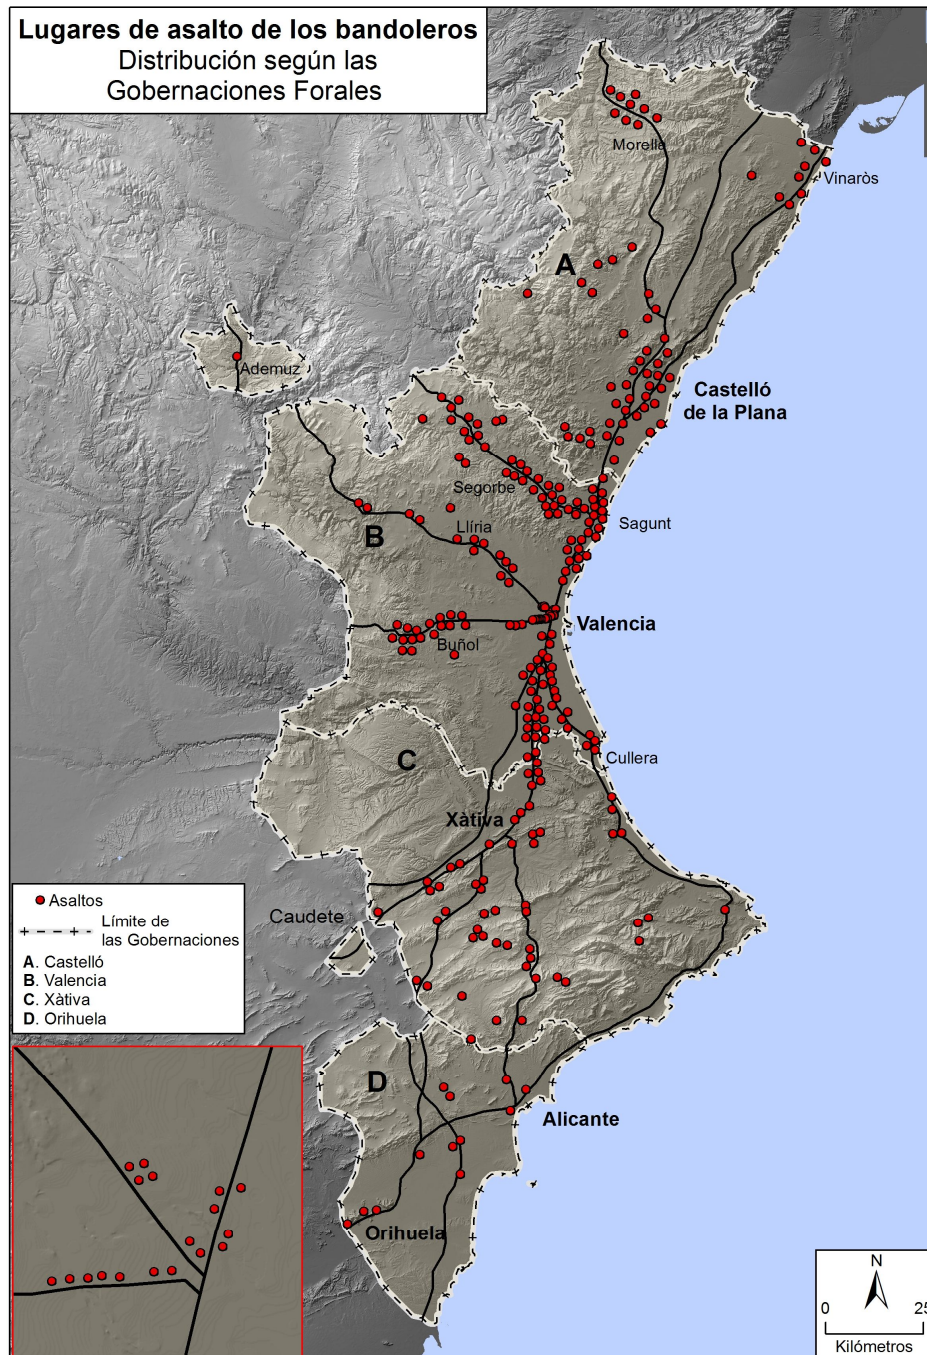 Lugares de asalto de los bandoleros
Distribución según las
Gobernaciones Forales
Morella
Vinaròs
A
Ademuz
Castelló
de la Plana
Segorbe
Sagunt
Llíria
B
Valencia
Buñol
C
Cullera
Xàtiva
Caudete
Asaltos
Límite de
las Gobernaciones
A. Castelló
B. Valencia
C. Xàtiva
D. Orihuela
D
Alicante
Orihuela
N
0 25
Kilómetros